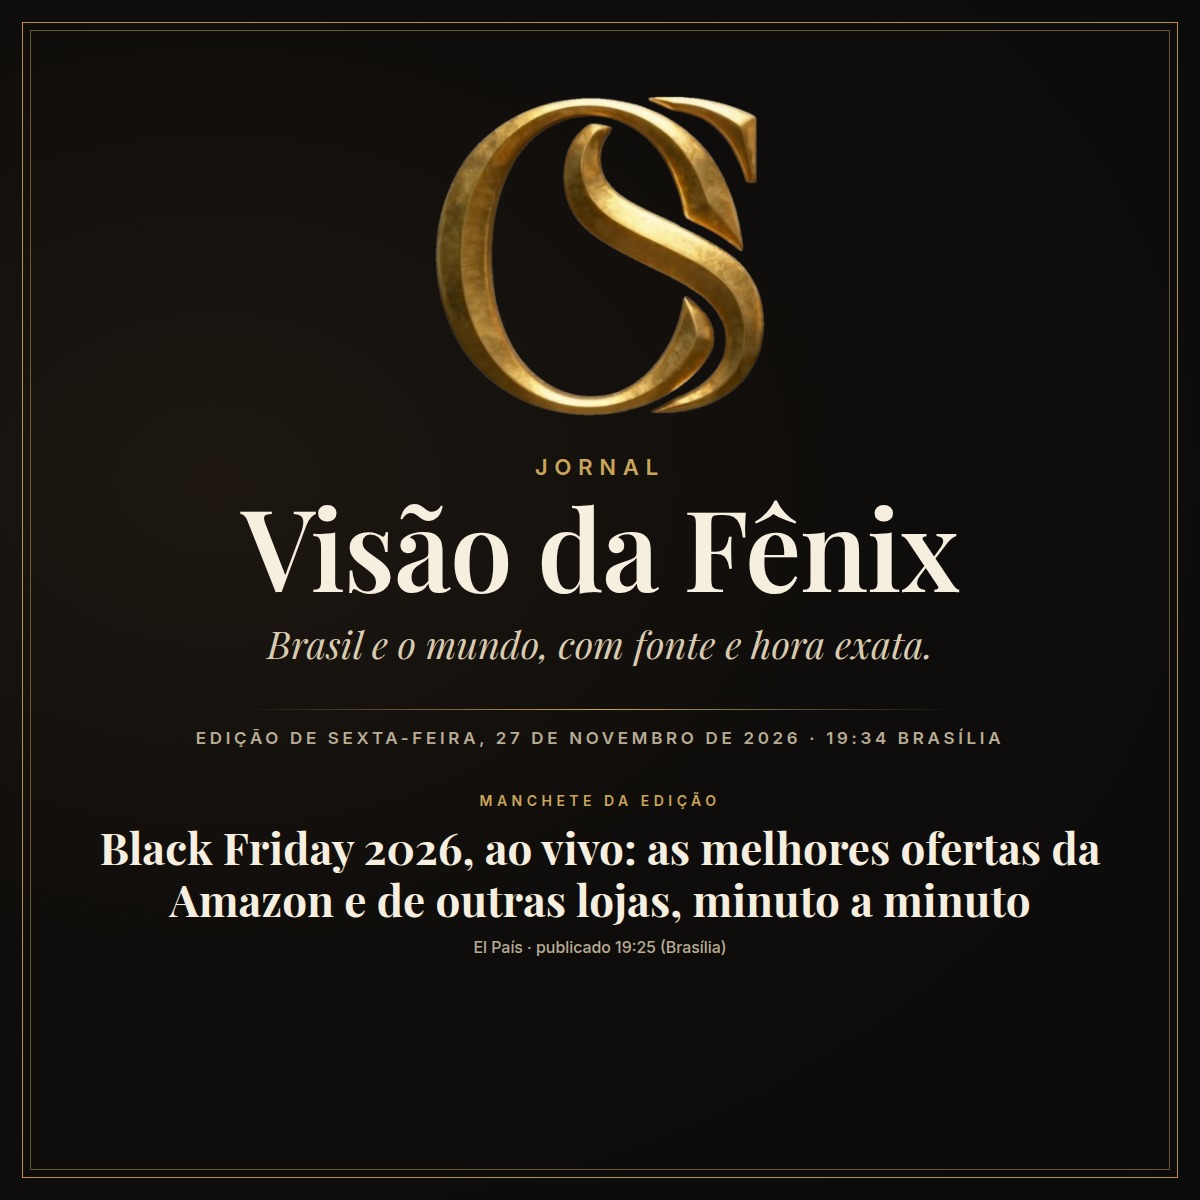 CS
JORNAL
Visão da Fênix
Brasil e o mundo, com fonte e hora exata.
EDIÇÃO DE SEXTA-FEIRA, 27 DE NOVEMBRO DE 2026 · 19:34 BRASÍLIA
MANCHETE DA EDIÇÃO
Black Friday 2026, ao vivo: as melhores ofertas da
Amazon e de outras lojas, minuto a minuto
El País · publicado 19:25 (Brasília)